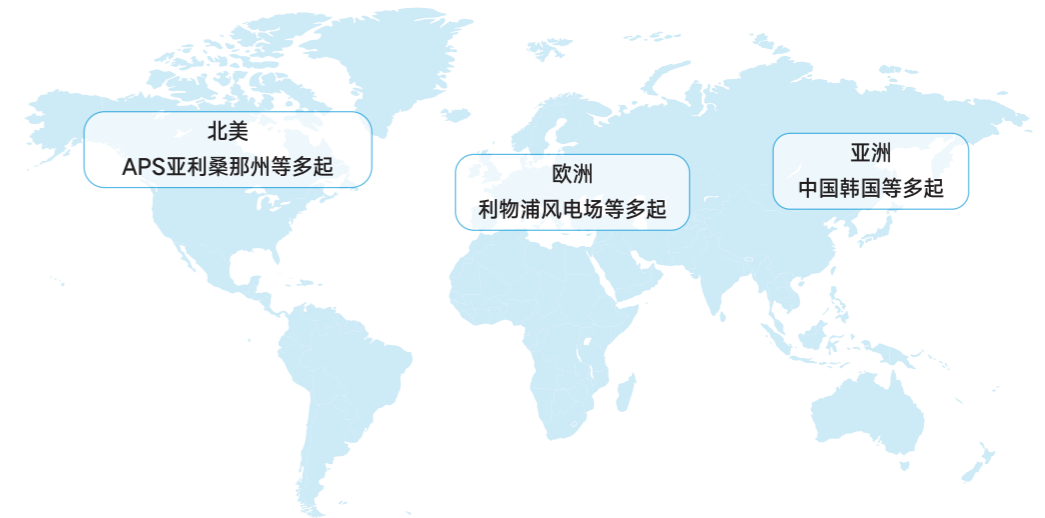 北美
APS亚利桑那州等多起
欧洲
利物浦风电场等多起
亚洲
中国韩国等多起